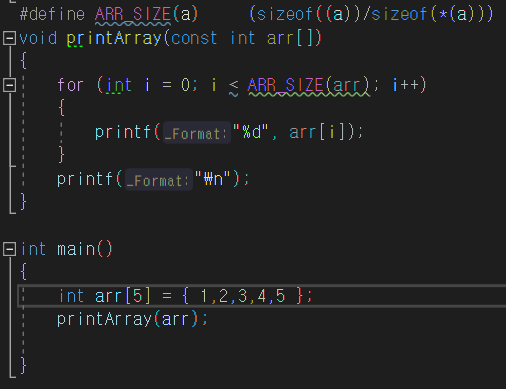 #define ARR_SIZE(a)     (sizeof((a))/sizeof(*(a)))
void printArray(const int arr[])
{
    for (int i = 0; i < ARR_SIZE(arr); i++)
    {
        printf(_Format:"%d", arr[i]);
    }
    printf(_Format:"₩n");
}
int main()
{
    int arr[5] = { 1,2,3,4,5 };
    printArray(arr);
}